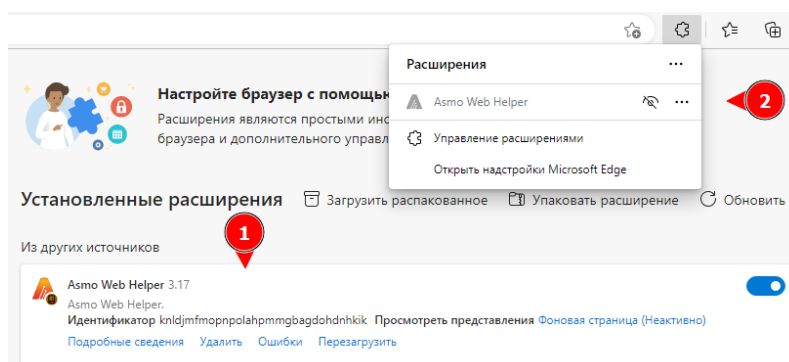 Расширения
Asmo Web Helper
Управление расширениями
Открыть надстройки Microsoft Edge
2
Настройте браузер с помощью
Расширения являются простыми инс
браузера и дополнительного управл
Установленные расширения
Загрузить распакованное
Упаковать расширение
Обновить
1
Из других источников
Asmo Web Helper 3.17
Asmo Web Helper.
Идентификатор knldjmfmopnpolahpmmgbagdohdnhkik Просмотреть представления Фоновая страница (Неактивно)
Подробные сведения Удалить Ошибки Перезагрузить